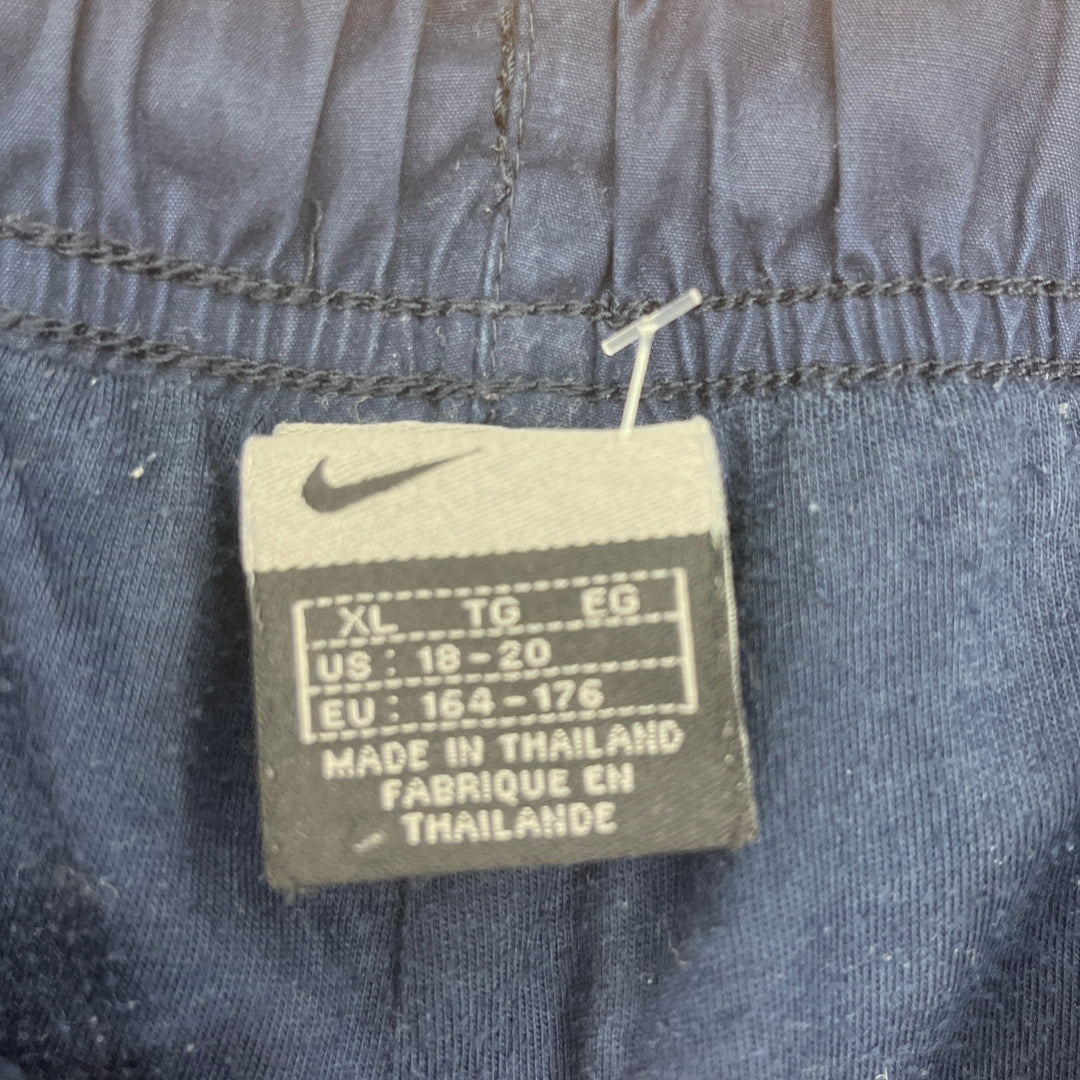 XL TG EG
US: 18-20
EU: 164-176
MADE IN THAILAND
FABRIQUE EN
THAILANDE